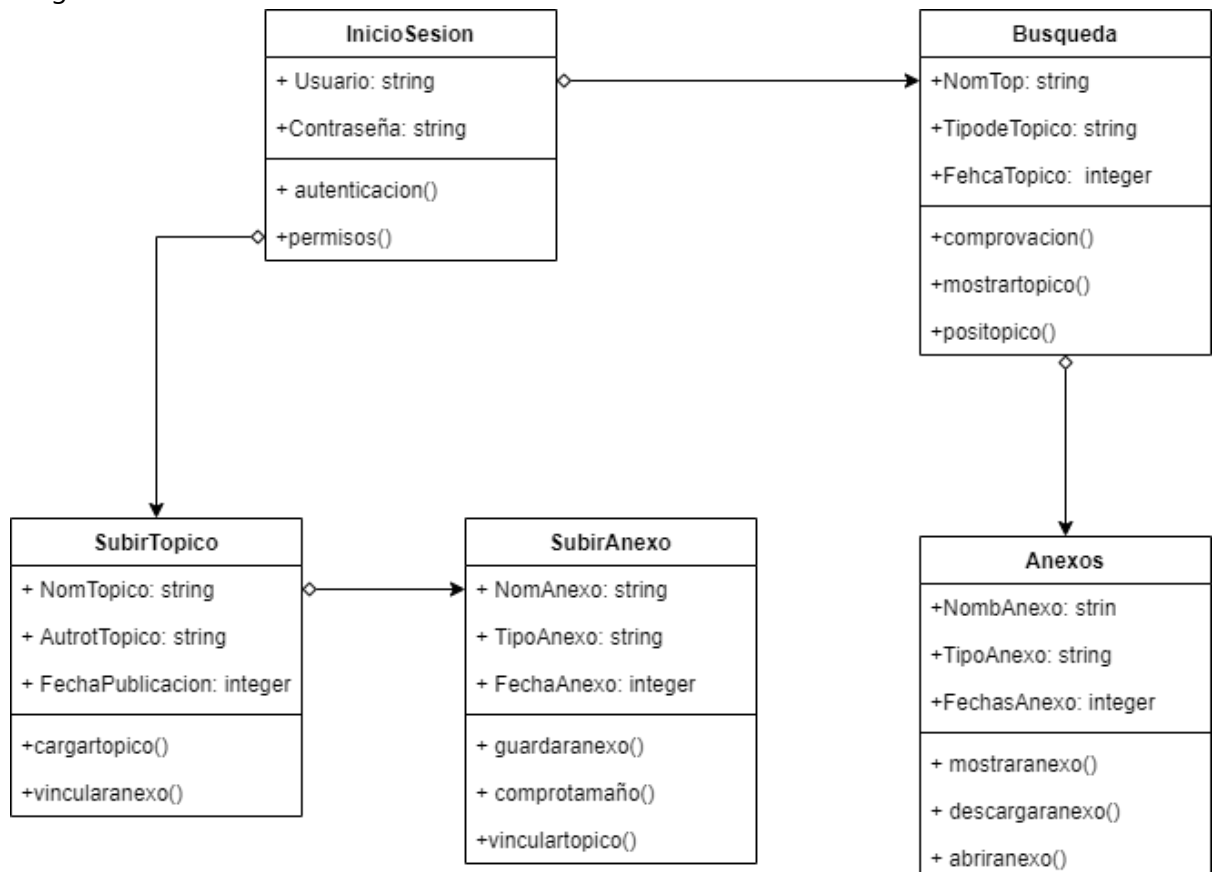 InicioSesion
+ Usuario: string
+Contraseña: string
+ autenticacion()
+permisos()
Busqueda
+NomTop: string
+TipodeTopico: string
+FehcaTopico: integer
+comprovacion()
+mostrartopico()
+positopico()
SubirTopico
+ NomTopico: string
+ AutrotTopico: string
+ FechaPublicacion: integer
+cargartopico()
+vincularanexo()
SubirAnexo
+ NomAnexo: string
+ TipoAnexo: string
+ FechaAnexo: integer
+ guardaranexo()
+ comprotamaño()
+vinculartopico()
Anexos
+NombAnexo: strin
+TipoAnexo: string
+FechasAnexo: integer
+ mostraranexo()
+ descargaranexo()
+ abriranexo()